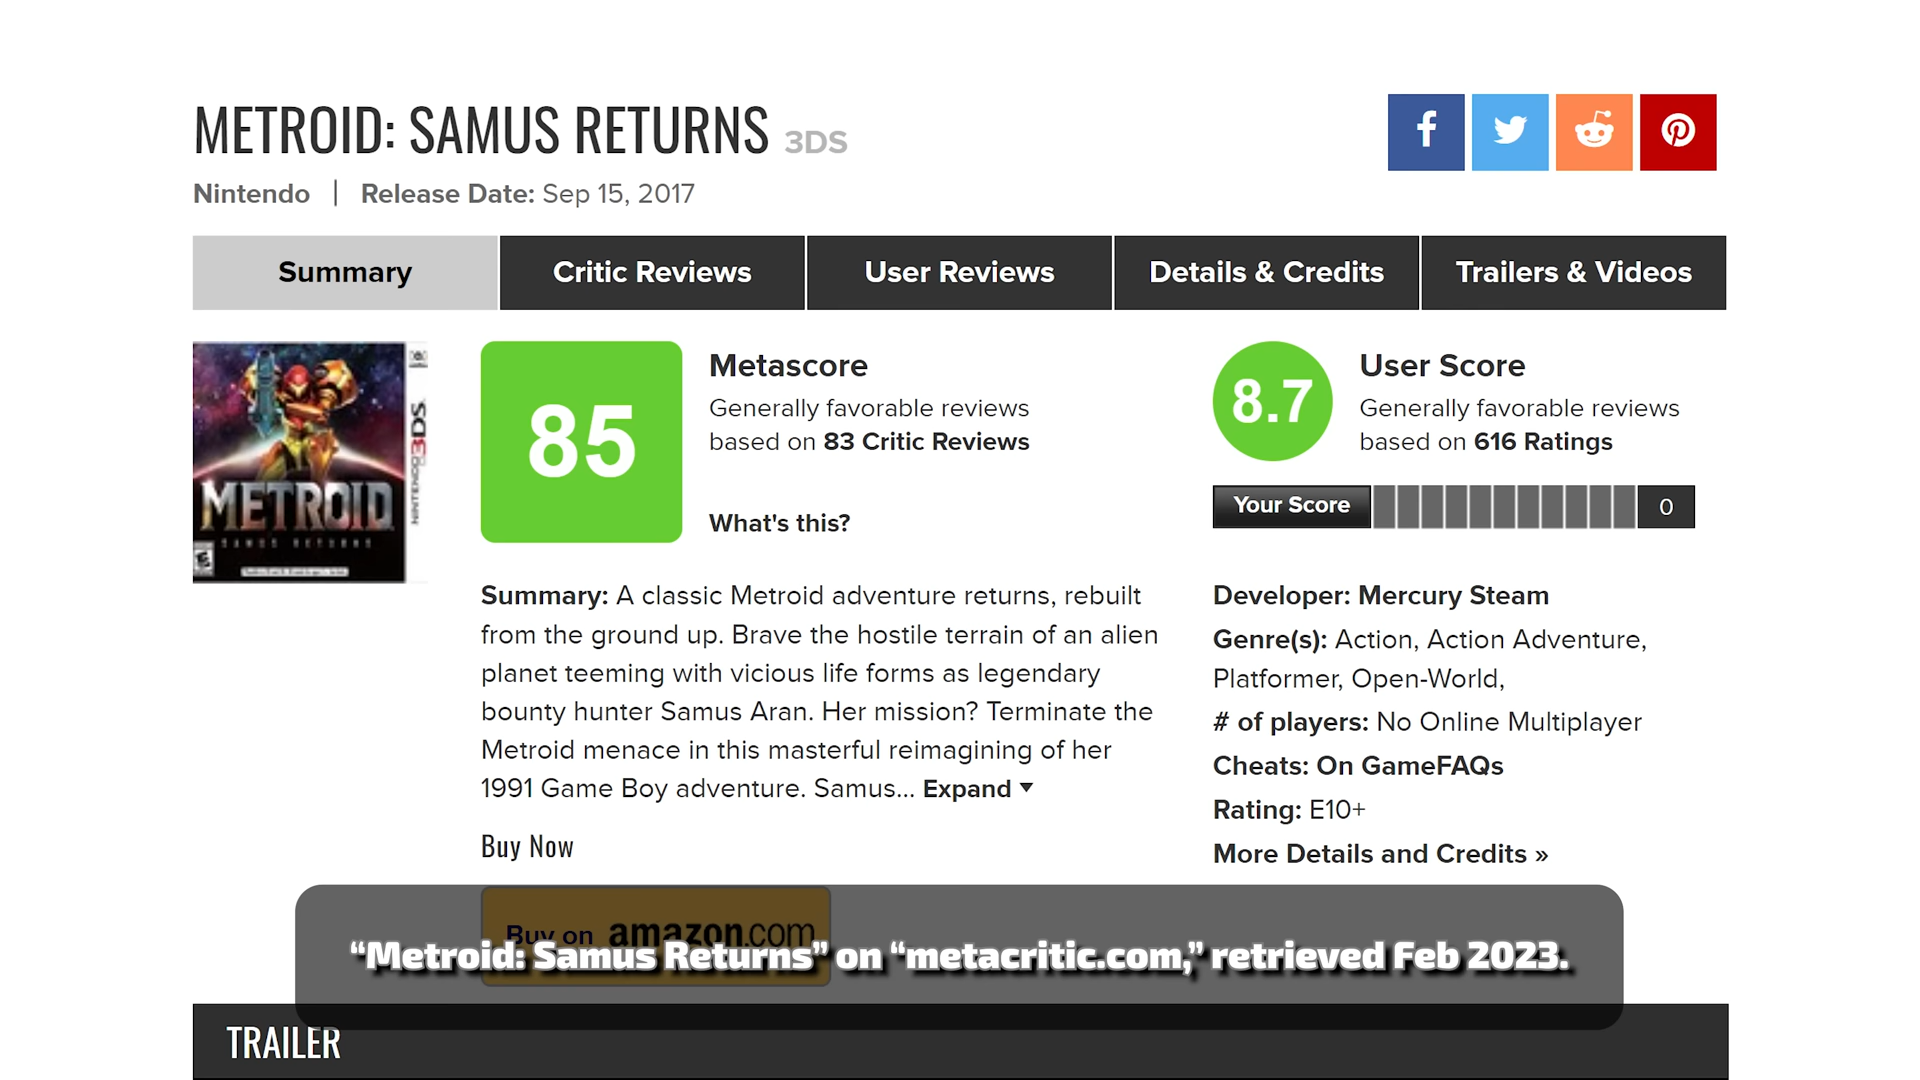 METROID: SAMUS RETURNS 3DS
Nintendo | Release Date: Sep 15, 2017
Summary
Critic Reviews
User Reviews
Details & Credits
Trailers & Videos
METROID
SAMUS RETURNS
NINTENDO3DS
E
85
Metascore
Generally favorable reviews
based on 83 Critic Reviews
What's this?
8.7
User Score
Generally favorable reviews
based on 616 Ratings
Your Score
0
Summary: A classic Metroid adventure returns, rebuilt
from the ground up. Brave the hostile terrain of an alien
planet teeming with vicious life forms as legendary
bounty hunter Samus Aran. Her mission? Terminate the
Metroid menace in this masterful reimagining of her
1991 Game Boy adventure. Samus... Expand
Developer: Mercury Steam
Genre(s): Action, Action Adventure,
Platformer, Open-World,
# of players: No Online Multiplayer
Cheats: On GameFAQs
Rating: E10+
More Details and Credits »
Buy Now
Buy on amazon.com
“Metroid: Samus Returns” on “metacritic.com,” retrieved Feb 2023.
TRAILER